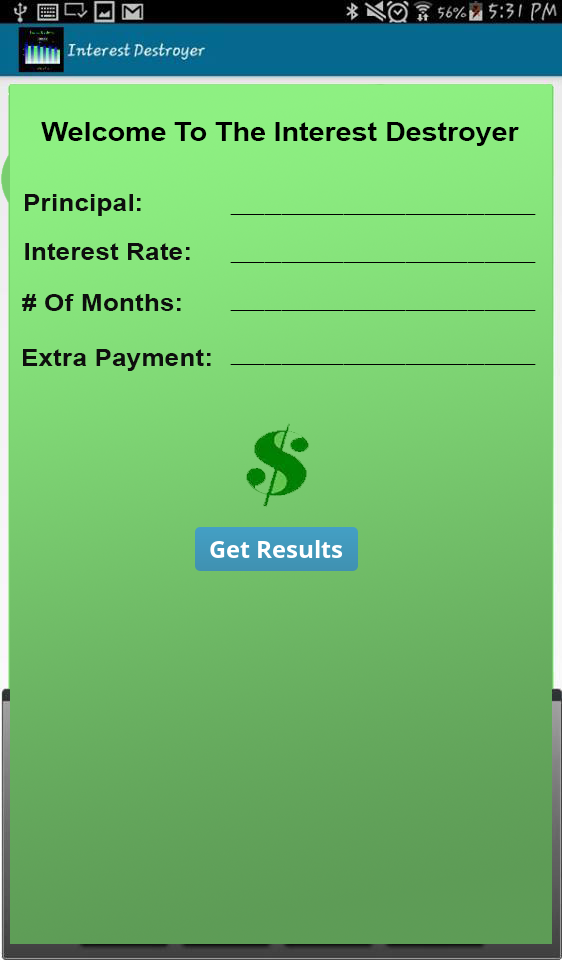 56% 5:31 PM
Interest Destroyer
Welcome To The Interest Destroyer
Principal:
Interest Rate:
# Of Months:
Extra Payment:
$
Get Results